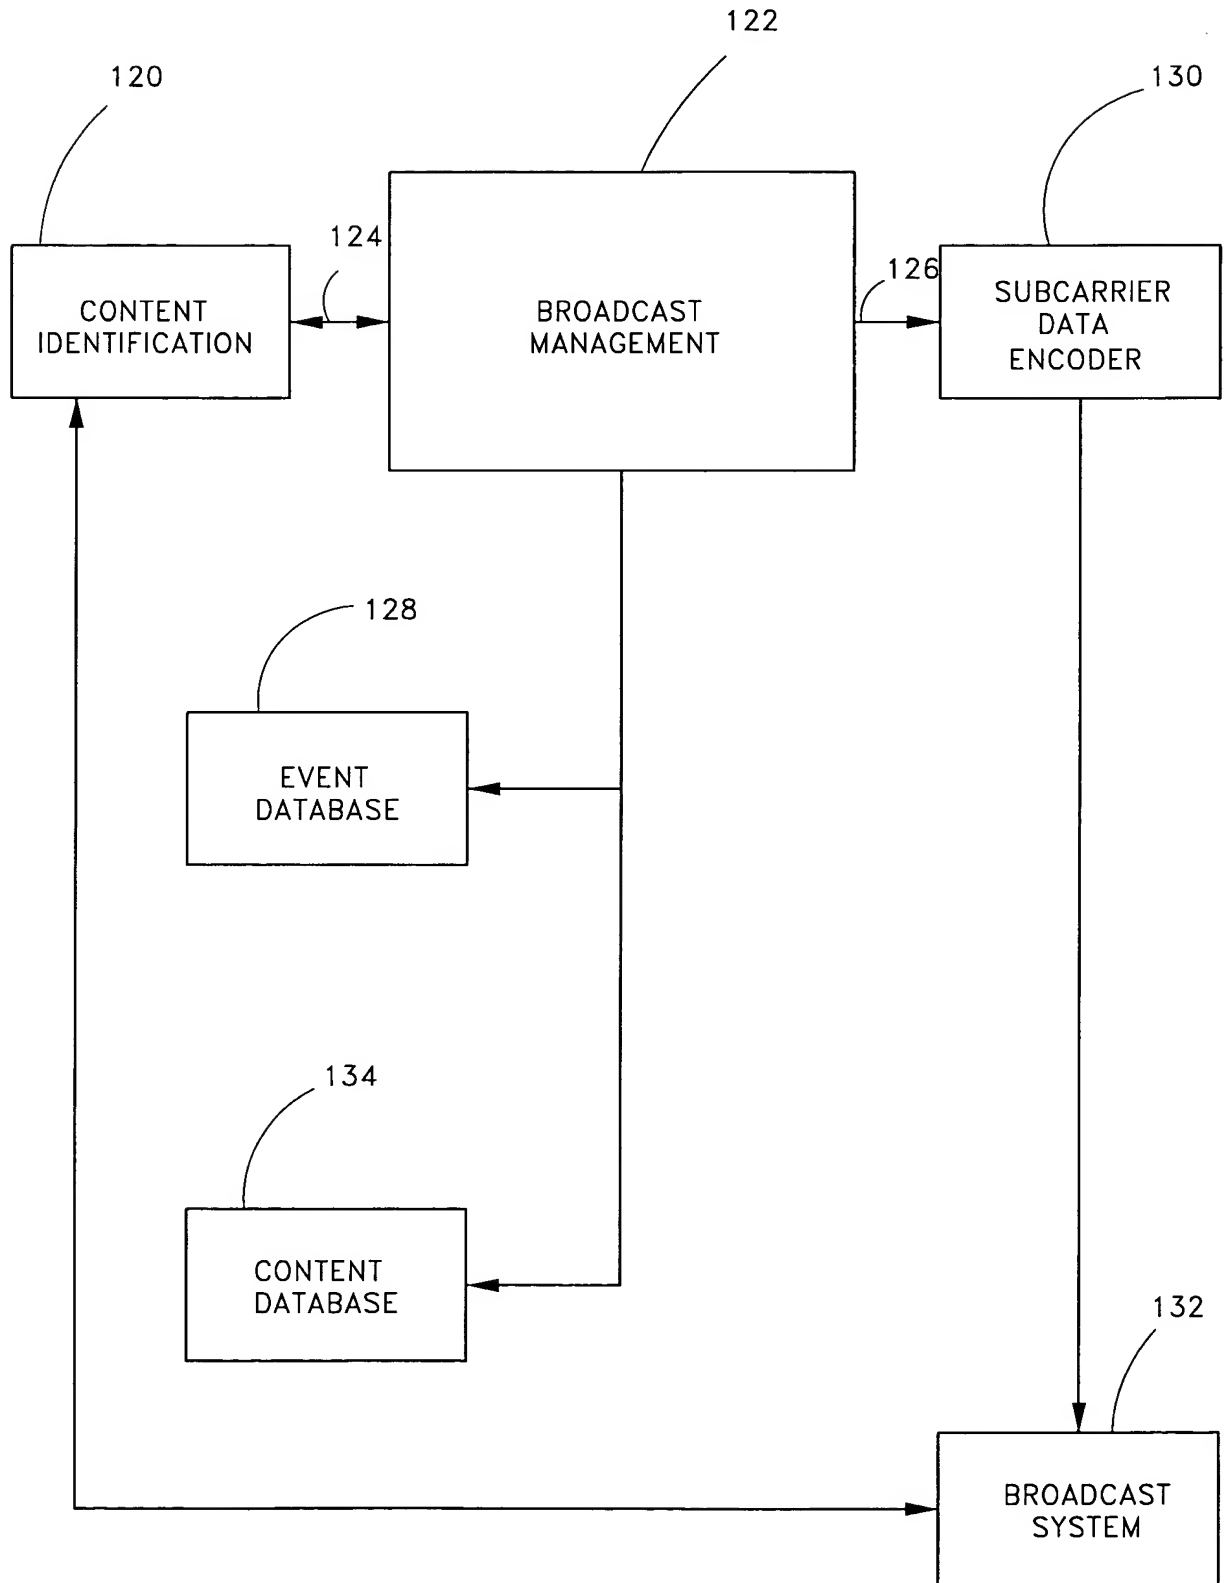 122
120
130
124
126
CONTENT
IDENTIFICATION
BROADCAST
MANAGEMENT
SUBCARRIER
DATA
ENCODER
128
EVENT
DATABASE
134
CONTENT
DATABASE
132
BROADCAST
SYSTEM